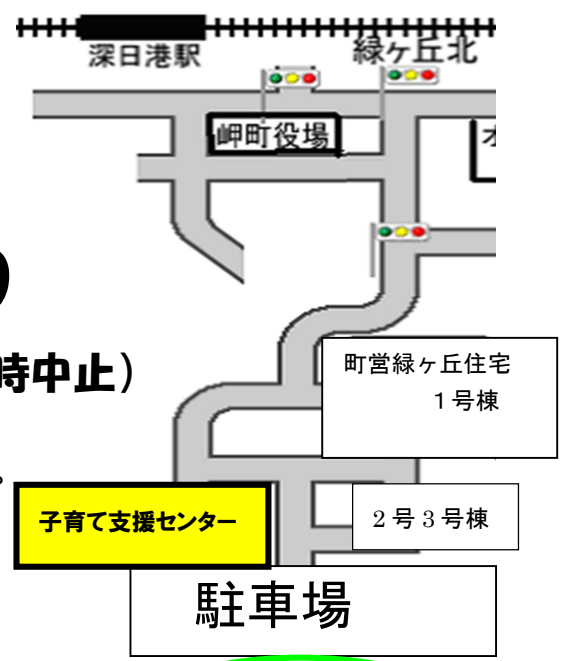 深日港駅
緑ヶ丘北
岬町役場
時中止）
町営緑ヶ丘住宅
１号棟
子育て支援センター
２号３号棟
駐車場